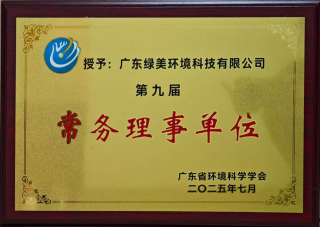 授予：广东绿美环境科技有限公司
第九届
常务理事单位
广东省环境科学学会
二〇二五年七月